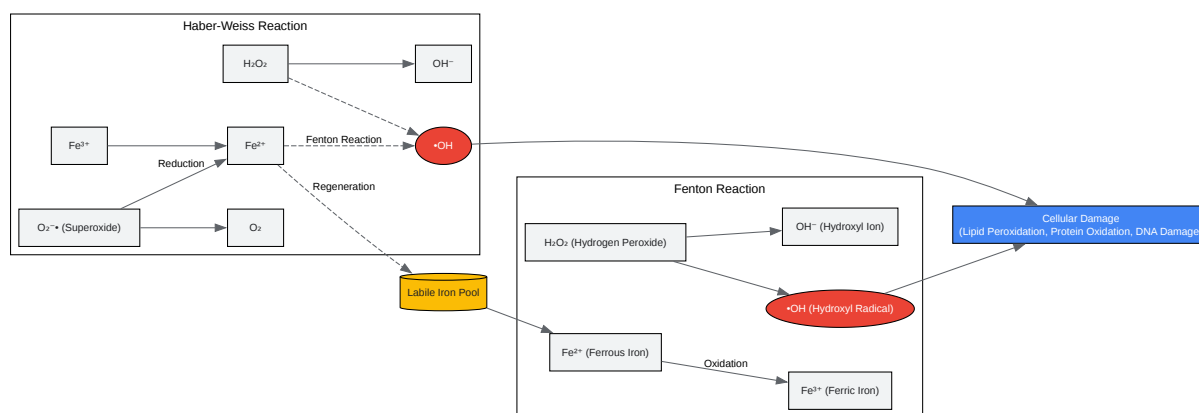 Haber-Weiss Reaction
H₂O₂
OH⁻
Fe³⁺
Fe²⁺
Fenton Reaction
•OH
Reduction
Regeneration
O₂⁻• (Superoxide)
O₂
Labile Iron Pool
Fenton Reaction
H₂O₂ (Hydrogen Peroxide)
OH⁻ (Hydroxyl Ion)
•OH (Hydroxyl Radical)
Fe²⁺ (Ferrous Iron)
Oxidation
Fe³⁺ (Ferric Iron)
Cellular Damage
(Lipid Peroxidation, Protein Oxidation, DNA Damage